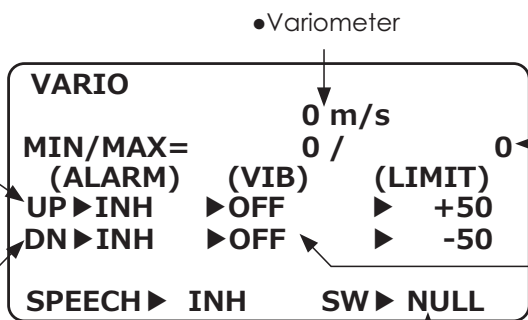 ●Variometer
VARIO
0 m/s
MIN/MAX= 0 / 0
(ALARM) (VIB) (LIMIT)
UP▶INH ▶OFF ▶ +50
DN▶INH ▶OFF ▶ -50
SPEECH▶ INH SW▶ NULL